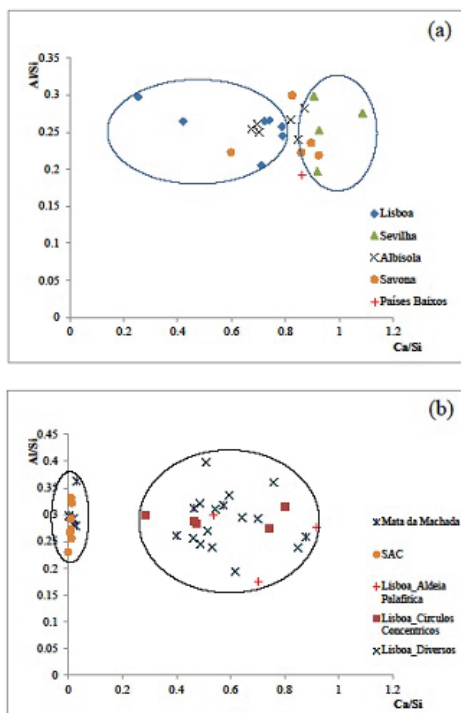 (a)
Al/Si
0.35
0.3
0.25
0.2
0.15
0.1
0.05
0
0 0.2 0.4 0.6 0.8 1 1.2
Ca/Si
Lisboa
Sevilha
Albisola
Savona
Países Baixos
(b)
Al/Si
0.45
0.4
0.35
0.3
0.25
0.2
0.15
0.1
0.05
0
0 0.2 0.4 0.6 0.8 1 1.2
Ca/Si
Mata da Machada
SAC
Lisboa_Aldeia
Palafítica
Lisboa_Círculos
Concentricos
Lisboa_Diversos